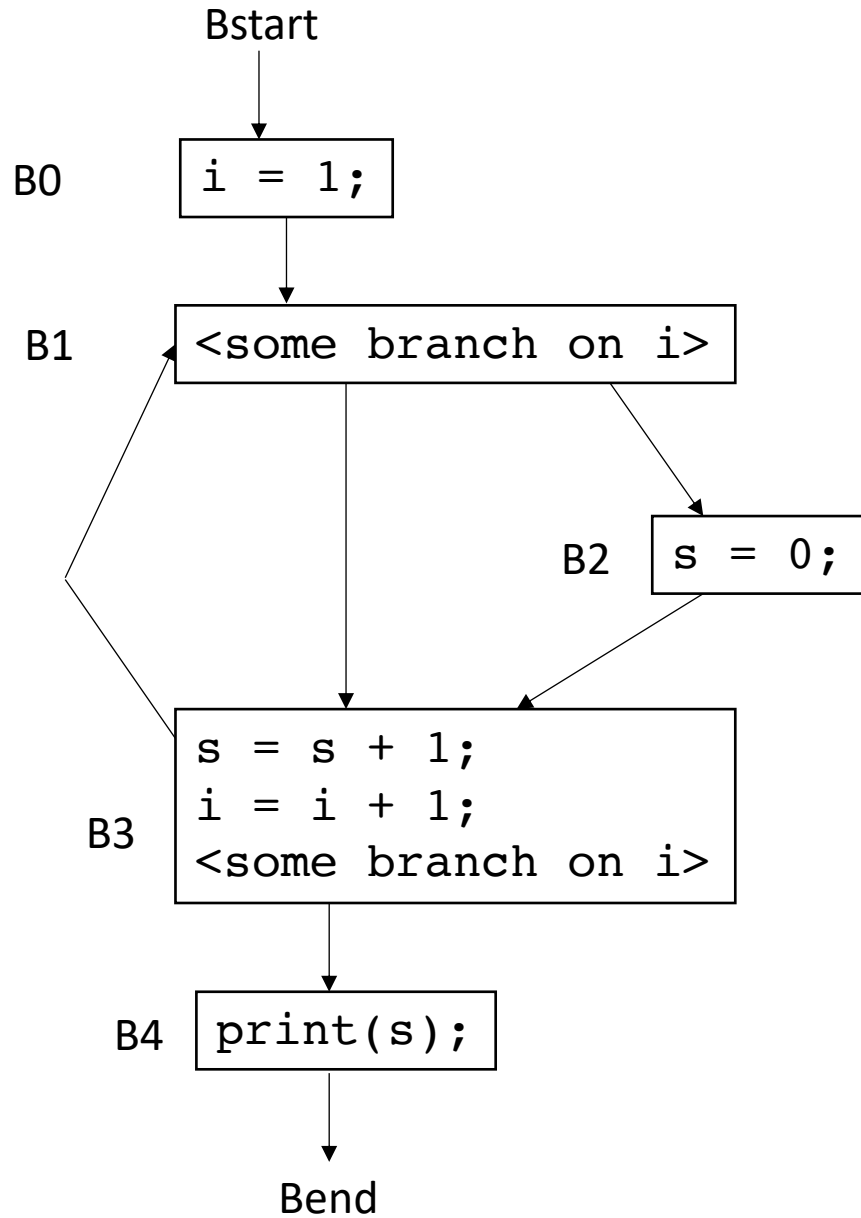 Bstart
B0
i = 1;
B1
<some branch on i>
B2
s = 0;
B3
s = s + 1;
i = i + 1;
<some branch on i>
B4
print(s);
Bend